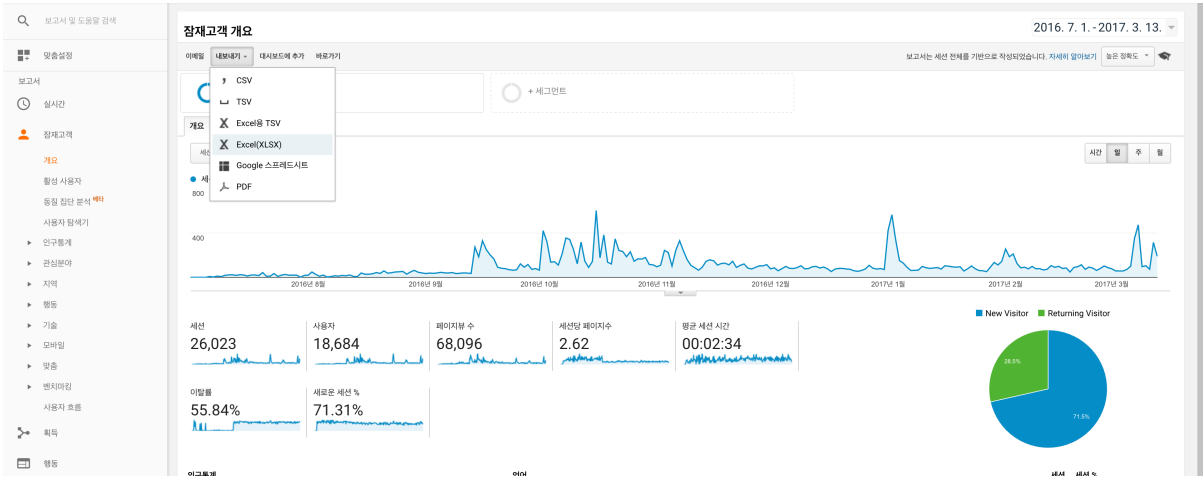 보고서 및 도움말 검색
맞춤설정
보고서
실시간
잠재고객
개요
활성 사용자
동질 집단 분석 베타
사용자 탐색기
인구통계
관심분야
지역
행동
기술
모바일
맞춤
벤치마킹
사용자 흐름
획득
행동
잠재고객 개요
2016. 7. 1. - 2017. 3. 13.
이메일 내보내기 대시보드에 추가 바로가기
보고서는 세션 전체를 기반으로 작성되었습니다. 자세히 알아보기 높은 정확도
CSV
TSV
Excel용 TSV
Excel(XLSX)
Google 스프레드시트
PDF
+ 세그먼트
개요
시간 일 주 월
800
400
2016년 8월 2016년 9월 2016년 10월 2016년 11월 2016년 12월 2017년 1월 2017년 2월 2017년 3월
New Visitor Returning Visitor
세션 사용자 페이지뷰 수 세션당 페이지수 평균 세션 시간
26,023 18,684 68,096 2.62 00:02:34
이탈률 새로운 세션 %
55.84% 71.31%
28.5%
71.5%
인구통계 언어 세션 세션 %